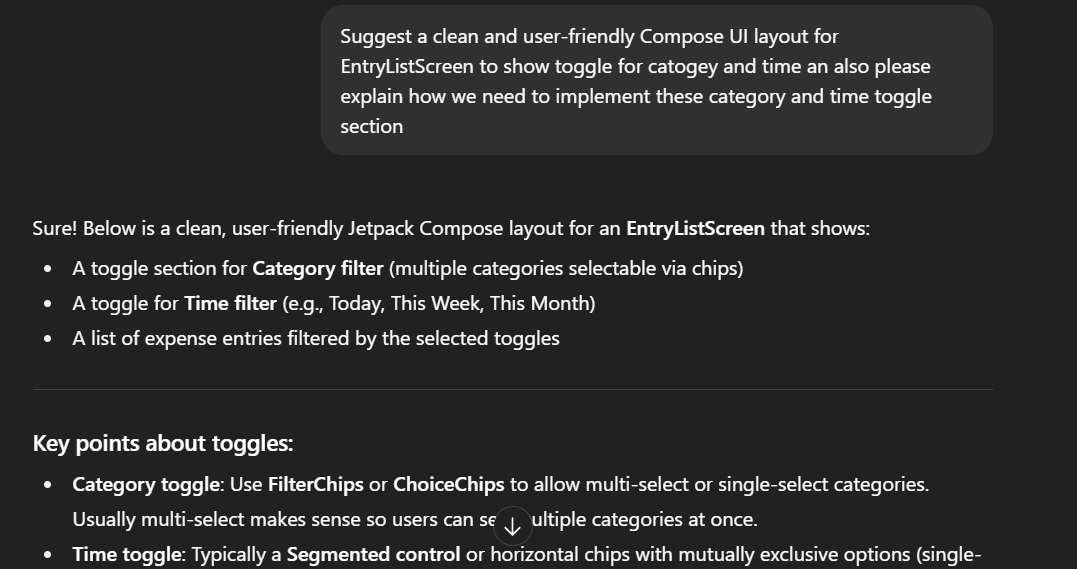 Suggest a clean and user-friendly Compose UI layout for
EntryListScreen to show toggle for catogey and time an also please
explain how we need to implement these category and time toggle
section
Sure! Below is a clean, user-friendly Jetpack Compose layout for an EntryListScreen that shows:
• A toggle section for Category filter (multiple categories selectable via chips)
• A toggle for Time filter (e.g., Today, This Week, This Month)
• A list of expense entries filtered by the selected toggles
Key points about toggles:
• Category toggle: Use FilterChips or ChoiceChips to allow multi-select or single-select categories.
Usually multi-select makes sense so users can categories at once.
• Time toggle: Typically a Segmented control or horizontal chips with mutually exclusive options (single-